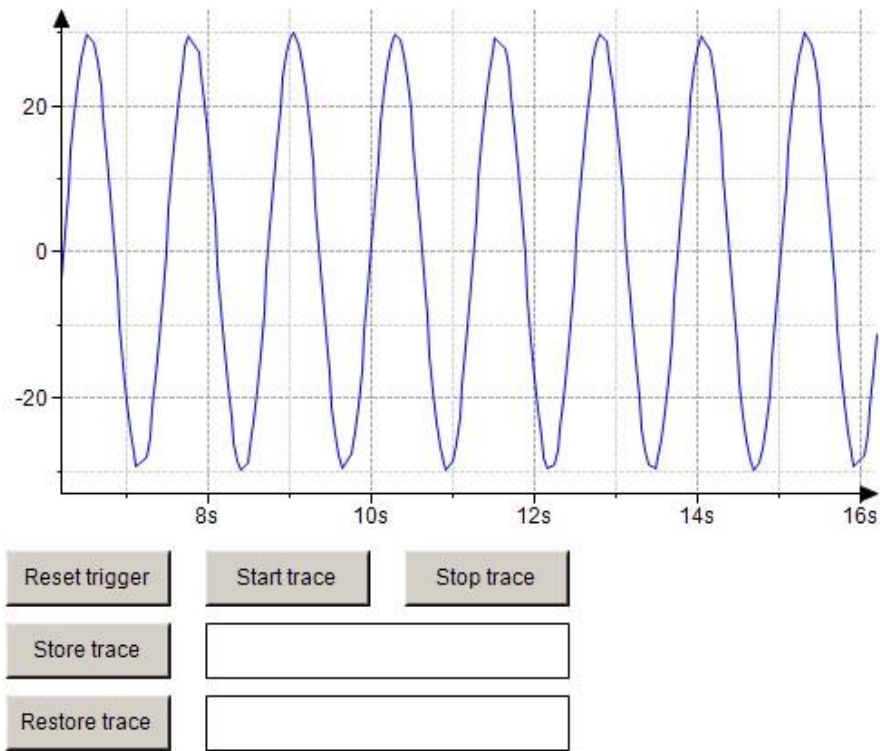 20
0
-20
8s 10s 12s 14s 16s
Reset trigger Start trace Stop trace
Store trace
Restore trace